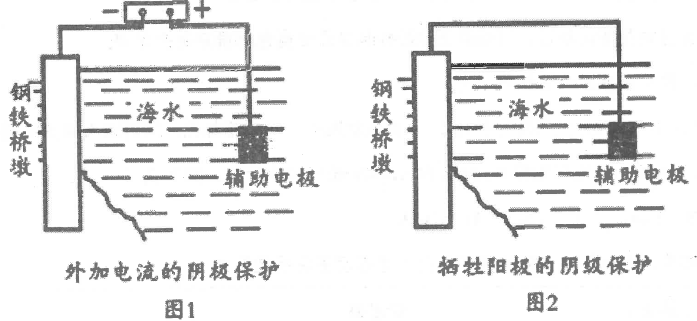 − +
钢铁桥墩
海水
辅助电极
外加电流的阴极保护
图1
钢铁桥墩
海水
辅助电极
牺牲阳极的阴级保护
图2